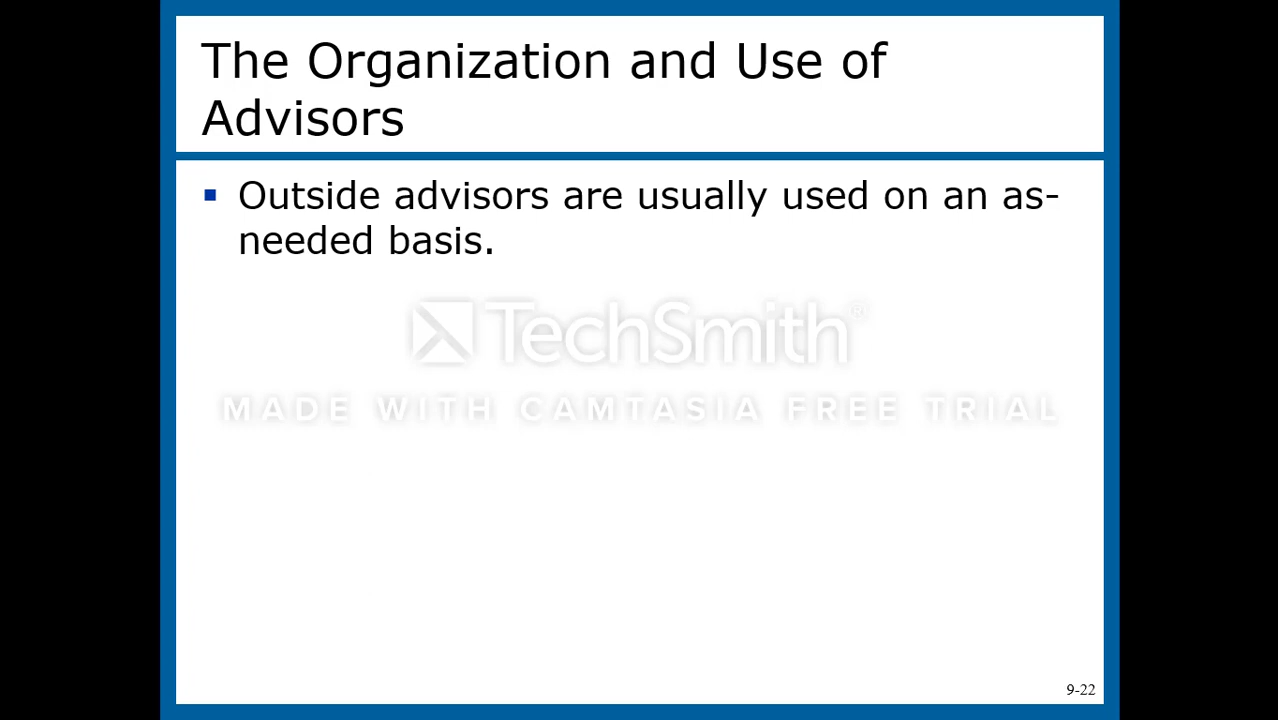 The Organization and Use of
Advisors
▪ Outside advisors are usually used on an as-
needed basis.
TechSmith®
MADE WITH CAMTASIA FREE TRIAL
9-22